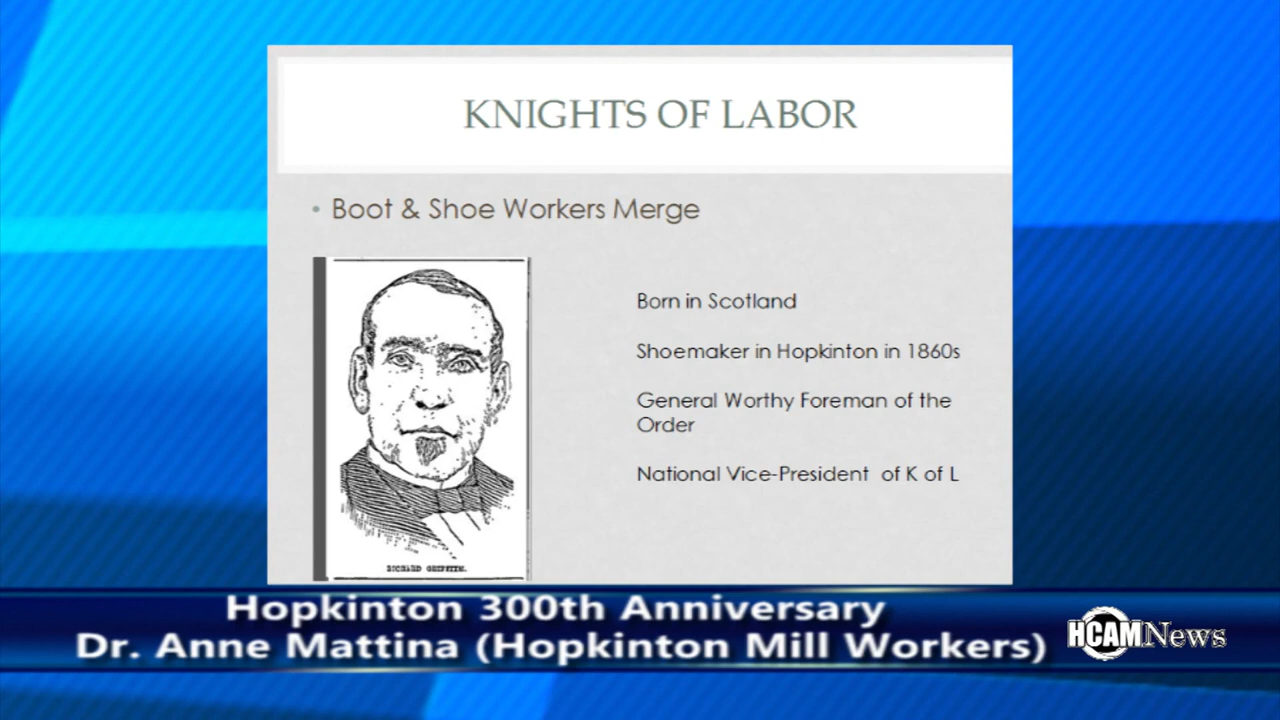 KNIGHTS OF LABOR
• Boot & Shoe Workers Merge
Born in Scotland
Shoemaker in Hopkinton in 1860s
General Worthy Foreman of the
Order
National Vice-President of K of L
RICHARD GRIFFITH.
Hopkinton 300th Anniversary
Dr. Anne Mattina (Hopkinton Mill Workers)
HCAMNews